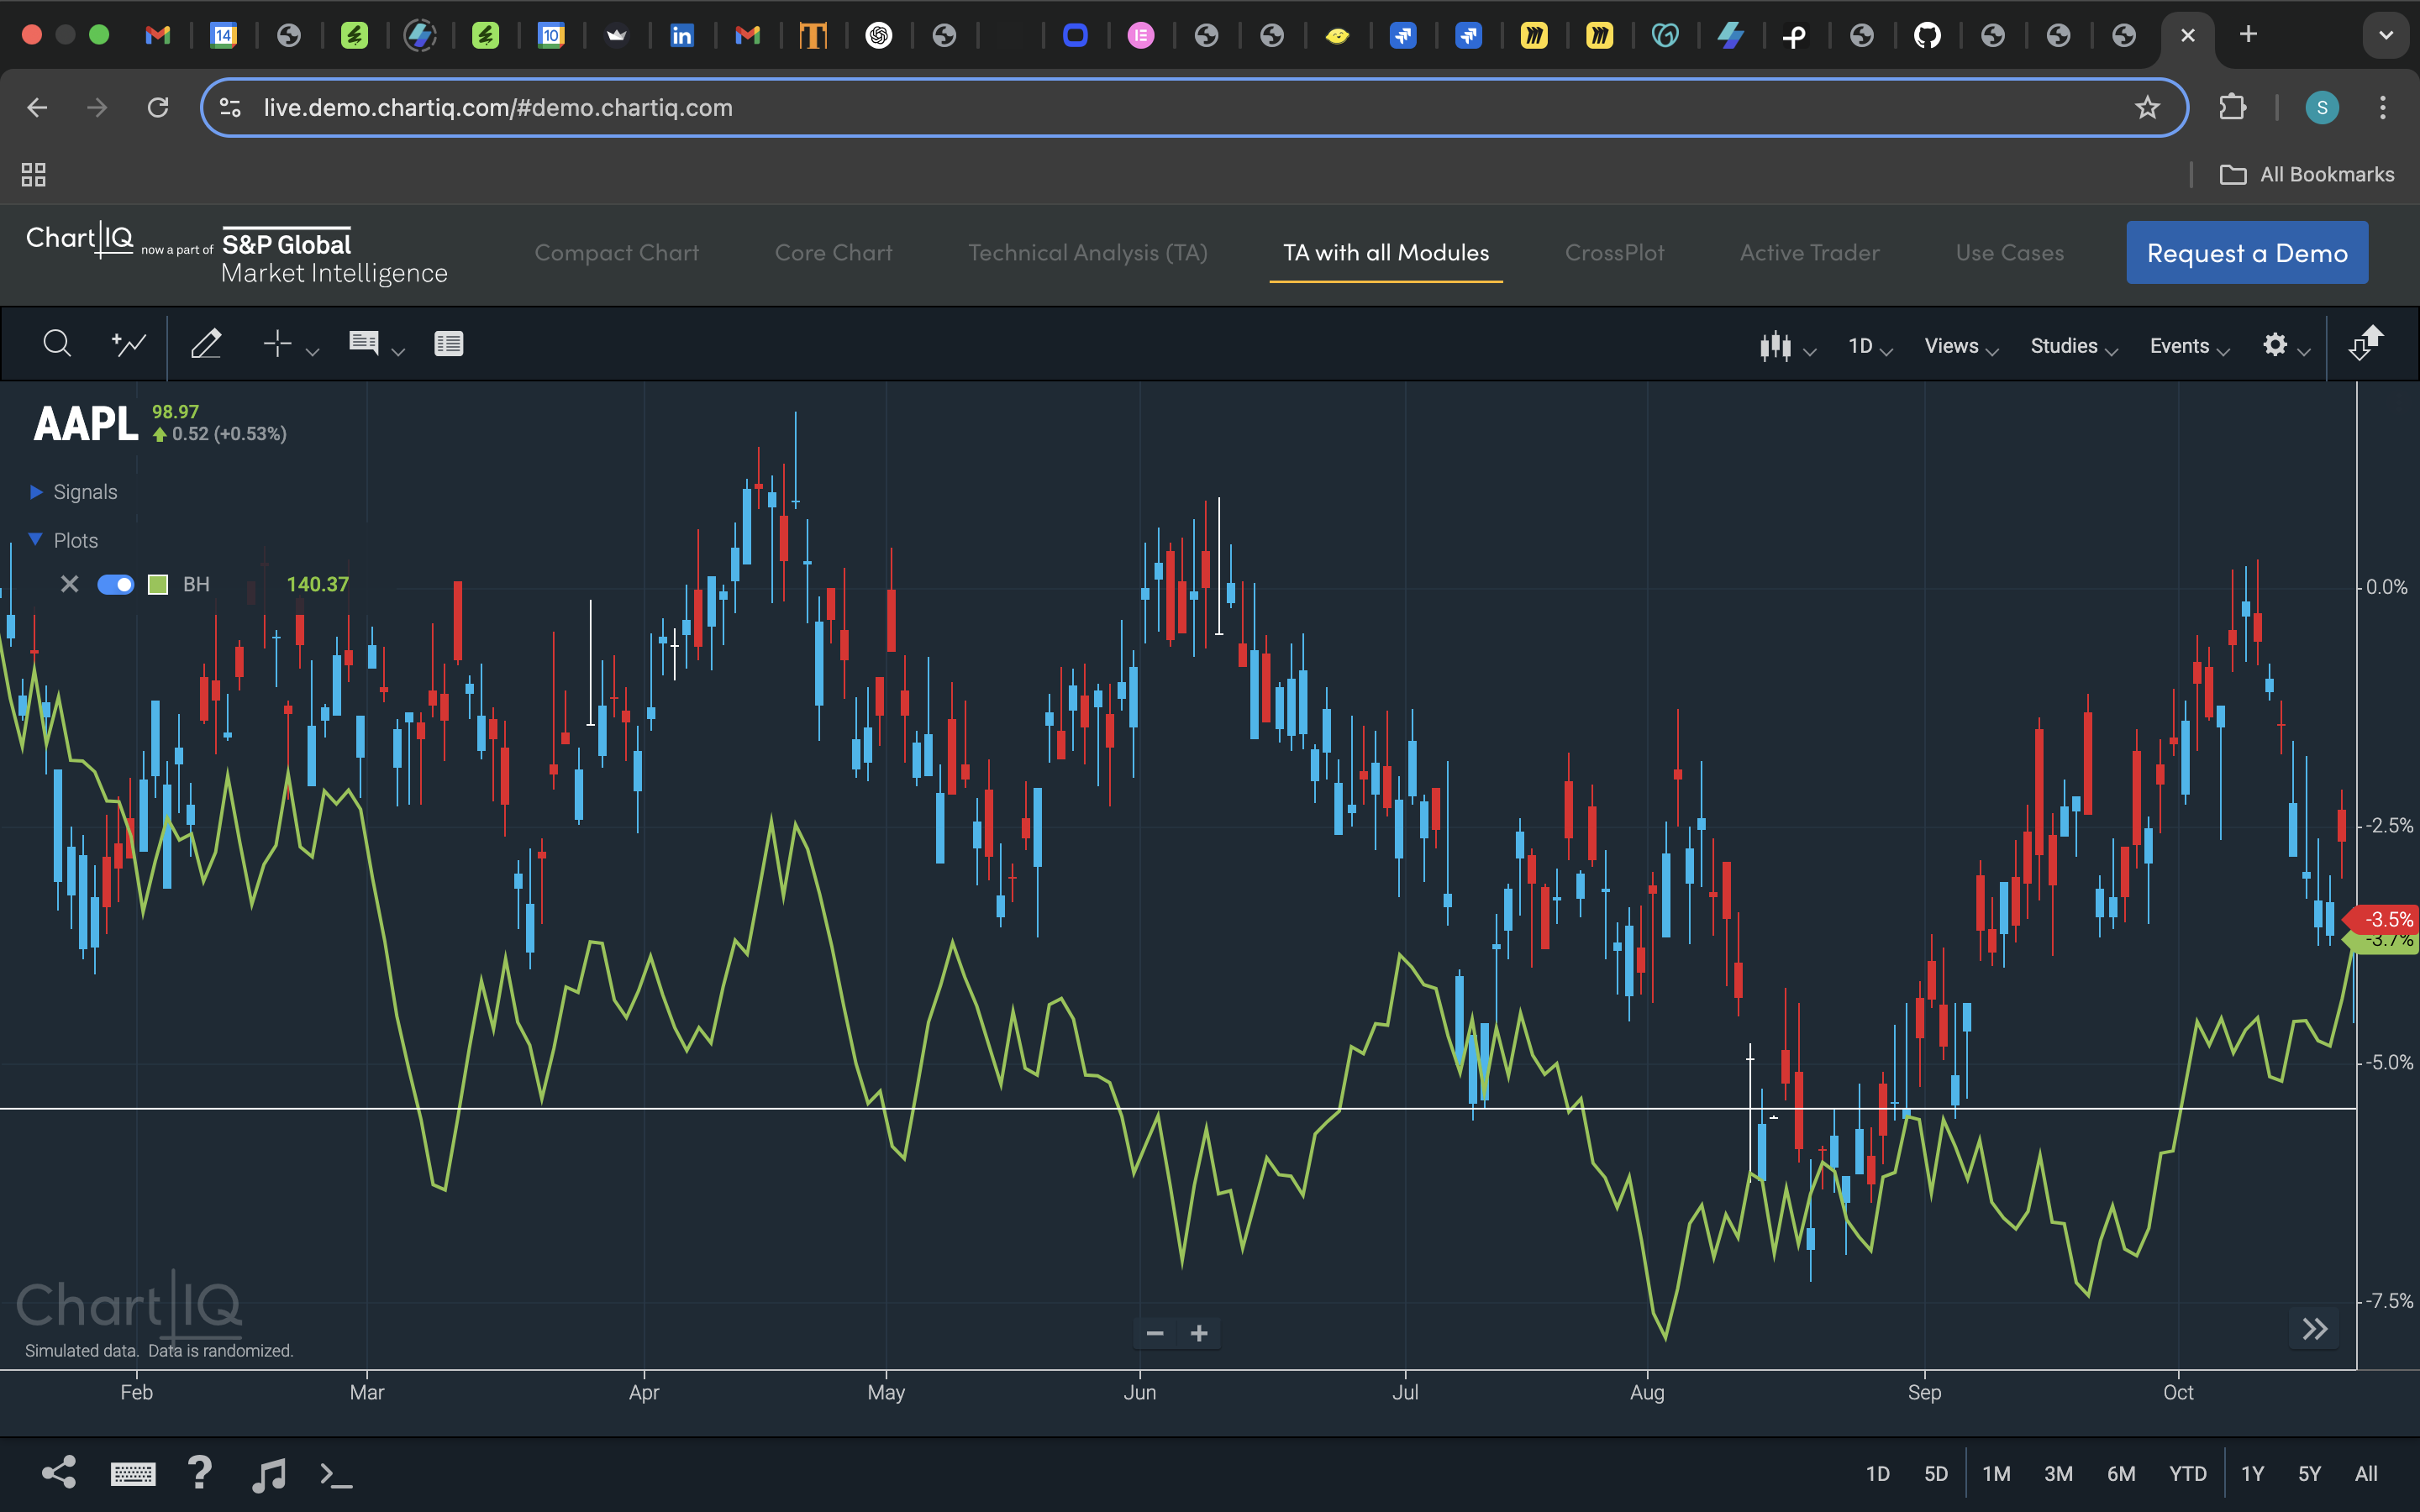 14
10
in
T
live.demo.chartiq.com/#demo.chartiq.com
S
All Bookmarks
ChartIQ now a part of S&P Global
Market Intelligence
Compact Chart
Core Chart
Technical Analysis (TA)
TA with all Modules
CrossPlot
Active Trader
Use Cases
Request a Demo
1D
Views
Studies
Events
AAPL
98.97
0.52 (+0.53%)
Signals
Plots
BH 140.37
0.0%
-2.5%
-3.5%
-3.7%
-5.0%
-7.5%
ChartIQ
Simulated data. Data is randomized.
Feb Mar Apr May Jun Jul Aug Sep Oct
1D 5D 1M 3M 6M YTD 1Y 5Y All